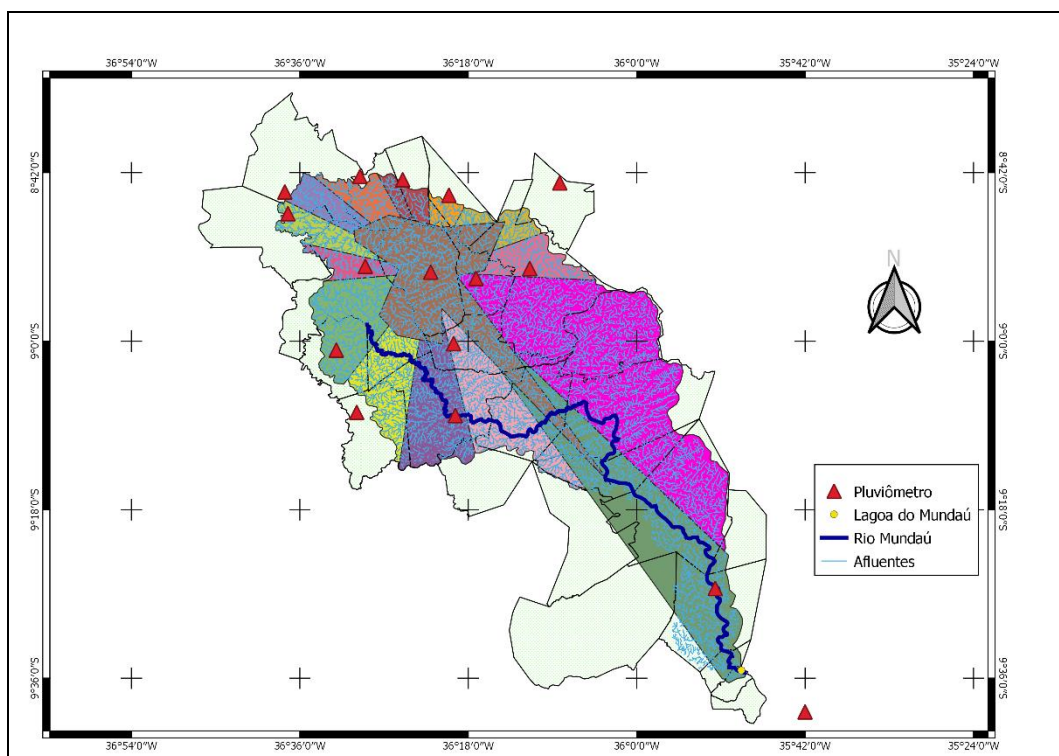 36°54'0"W 36°36'0"W 36°18'0"W 36°0'0"W 35°42'0"W 35°24'0"W
8°42'0"S 8°42'0"S
N
9°0'0"S 9°0'0"S
9°18'0"S 9°18'0"S
Pluviômetro
Lagoa do Mundaú
Rio Mundaú
Afluentes
9°36'0"S 9°36'0"S
36°54'0"W 36°36'0"W 36°18'0"W 36°0'0"W 35°42'0"W 35°24'0"W